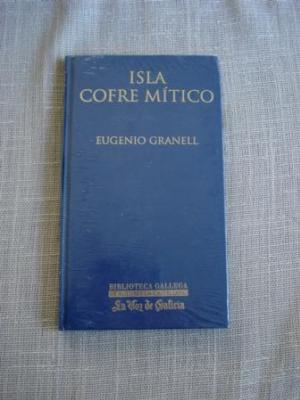 ISLA
COFRE MÍTICO
EUGENIO GRANELL
BIBLIOTECA GALLEGA
La Voz de Galicia